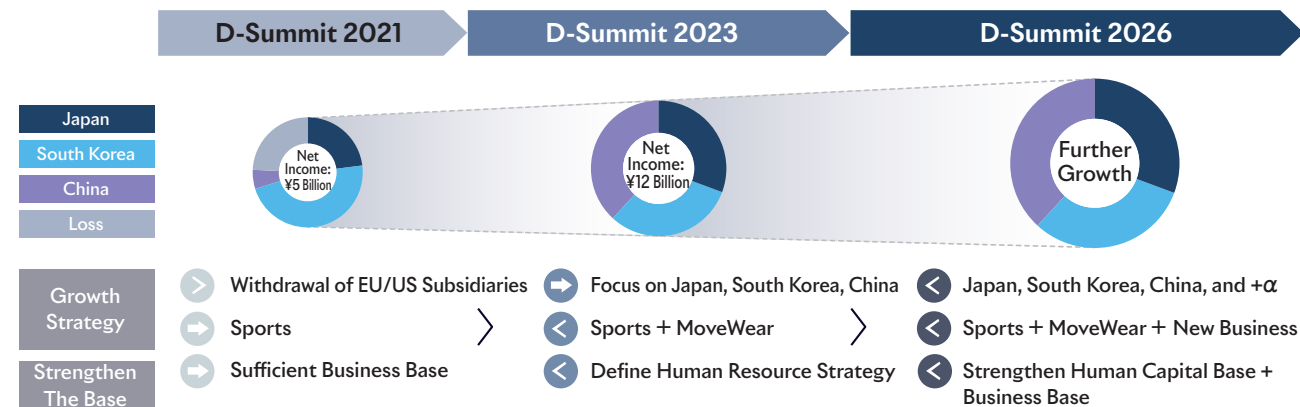 D-Summit 2021
D-Summit 2023
D-Summit 2026
Japan
South Korea
China
Loss
Net
Income:
¥5 Billion
Net
Income:
¥12 Billion
Further
Growth
Growth
Strategy
Withdrawal of EU/US Subsidiaries
Focus on Japan, South Korea, China
Japan, South Korea, China, and +α
Sports
Sports + MoveWear
Sports + MoveWear + New Business
Strengthen
The Base
Sufficient Business Base
Define Human Resource Strategy
Strengthen Human Capital Base +
Business Base